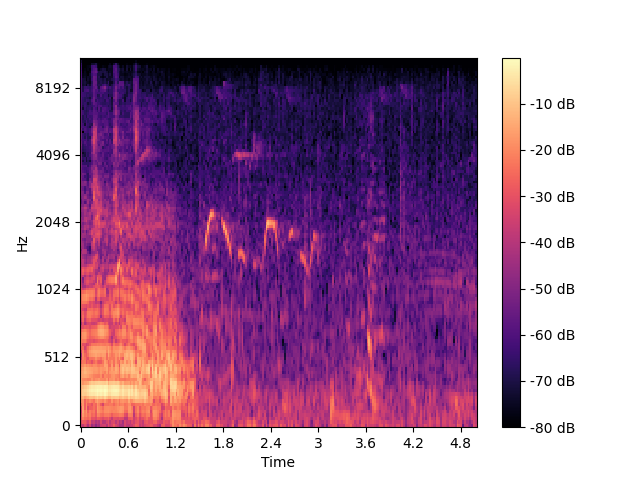 8192
4096
2048
1024
512
0
Hz
0 0.6 1.2 1.8 2.4 3 3.6 4.2 4.8
Time
-10 dB
-20 dB
-30 dB
-40 dB
-50 dB
-60 dB
-70 dB
-80 dB